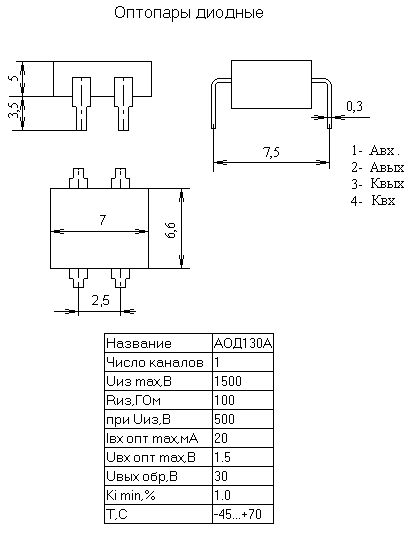 Оптопары диодные
5
3,5
0,3
7,5
1- Авх .
2- Авых
3- Квых
4- Квх
7
6,6
2,5
Название АОД130А
Число каналов 1
Uиз max,В 1500
Rиз,ГОм 100
при Uиз,В 500
Iвх опт max,мА 20
Uвх опт max,В 1.5
Uвых обр,В 30
Ki min,% 1.0
T,C -45...+70